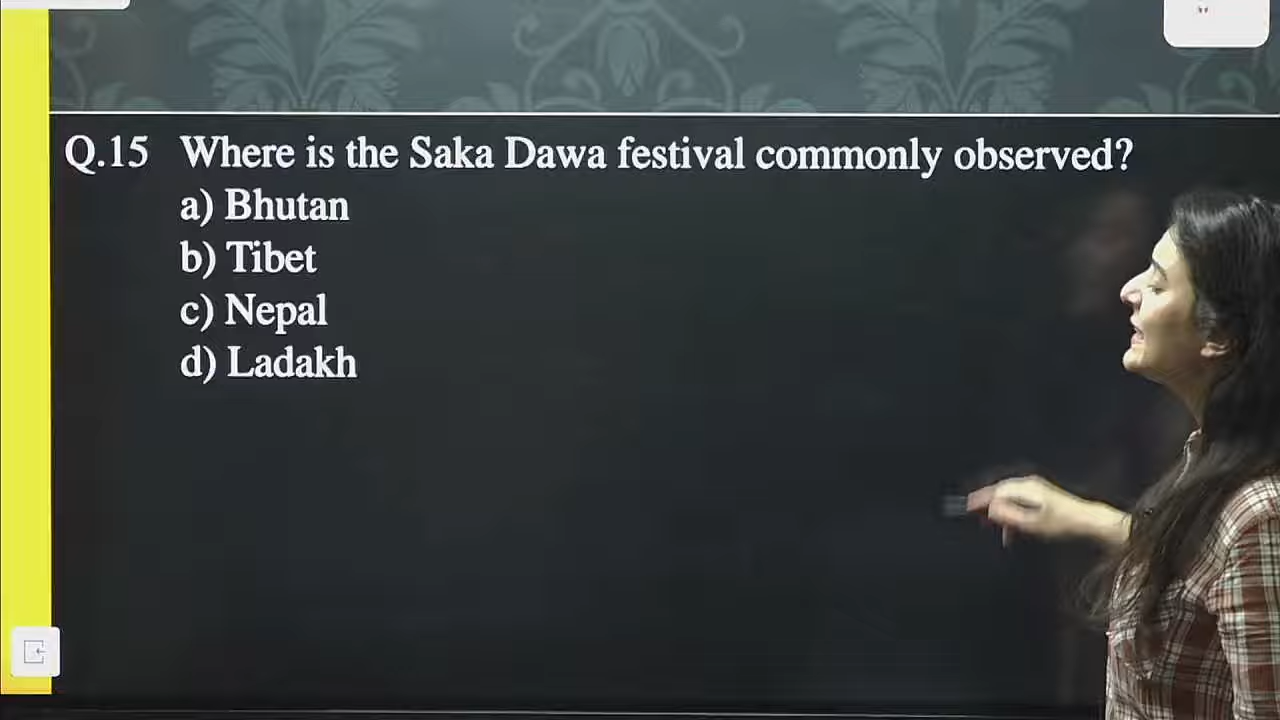 Q.15 Where is the Saka Dawa festival commonly observed?
a) Bhutan
b) Tibet
c) Nepal
d) Ladakh